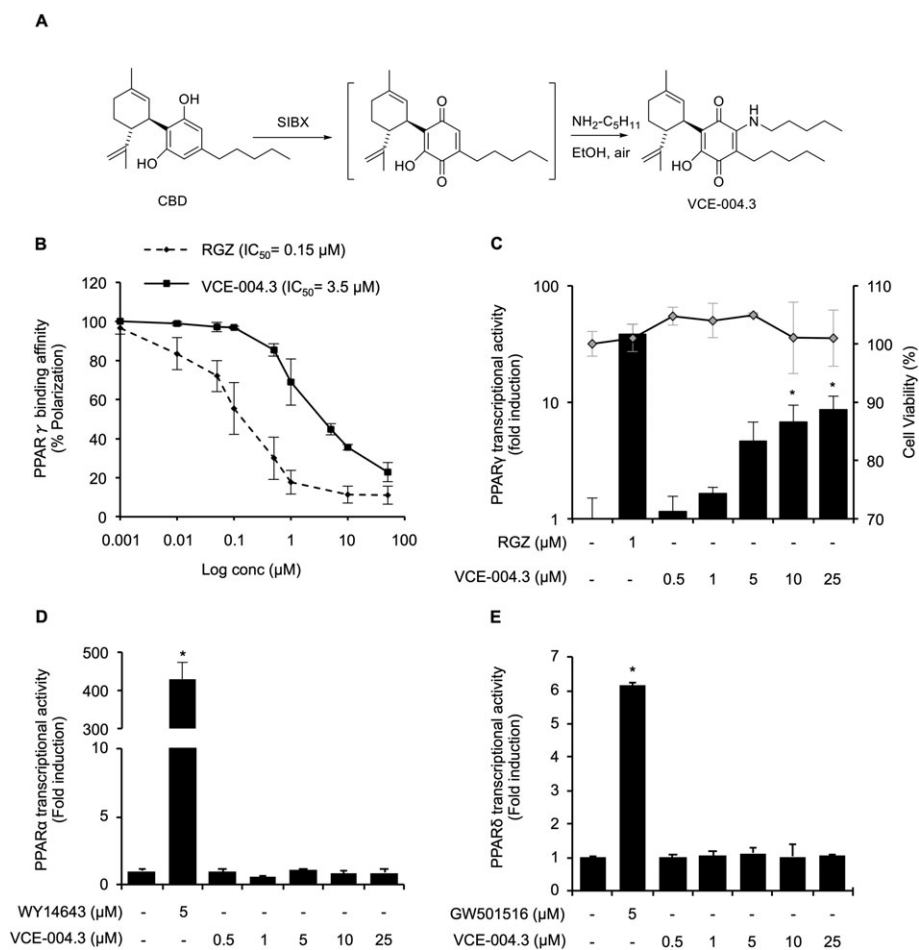 A
OH
HO
CBD
SIBX
O
HO
O
NH2-C5H11
EtOH, air
O
H
N
HO
O
VCE-004.3
B
RGZ (IC50= 0.15 μM)
VCE-004.3 (IC50= 3.5 μM)
PPARγ binding affinity
(% Polarization)
120
100
80
60
40
20
0
0.001 0.01 0.1 1 10 100
Log conc (μM)
C
PPARγ transcriptional activity
(fold induction)
100
10
1
* *
110
100
90
80
70
Cell Viability (%)
RGZ (μM) - 1 - - - - -
VCE-004.3 (μM) - - 0.5 1 5 10 25
D
PPARα transcriptional activity
(Fold induction)
500
400
300
10
5
0
*
WY14643 (μM) - 5 - - - - -
VCE-004.3 (μM) - - 0.5 1 5 10 25
E
PPARδ transcriptional activity
(Fold induction)
7
6
5
4
3
2
1
0
*
GW501516 (μM) - 5 - - - - -
VCE-004.3 (μM) - - 0.5 1 5 10 25